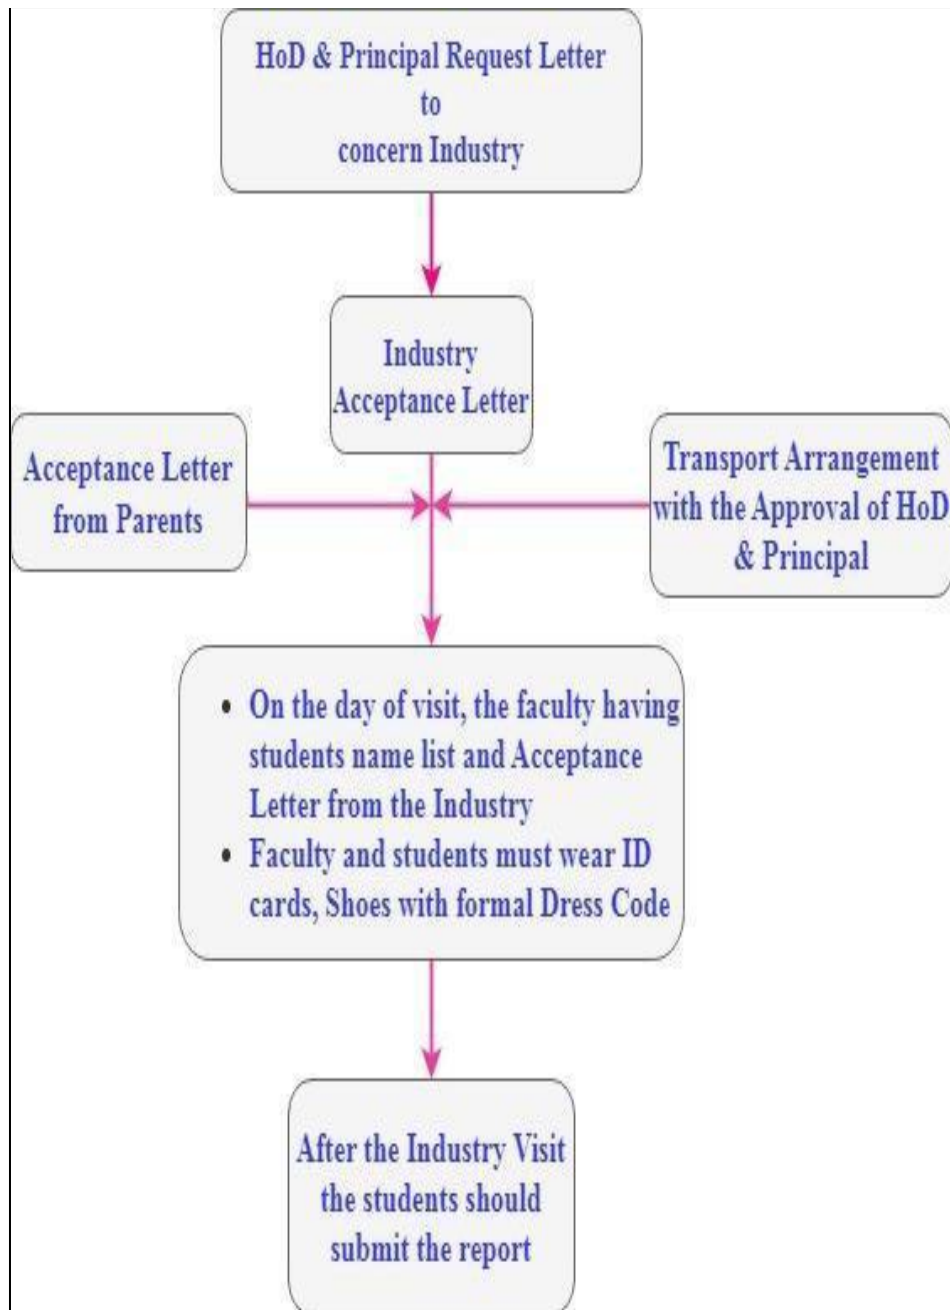 HoD & Principal Request Letter
to
concern Industry
Industry
Acceptance Letter
Acceptance Letter
from Parents
Transport Arrangement
with the Approval of HoD
& Principal
• On the day of visit, the faculty having
students name list and Acceptance
Letter from the Industry
• Faculty and students must wear ID
cards, Shoes with formal Dress Code
After the Industry Visit
the students should
submit the report